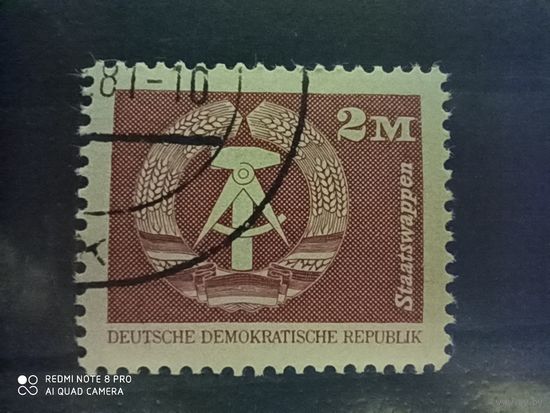 81-10
2M
Staatswappen
DEUTSCHE DEMOKRATISCHE REPUBLIK
REDMI NOTE 8 PRO
AI QUAD CAMERA